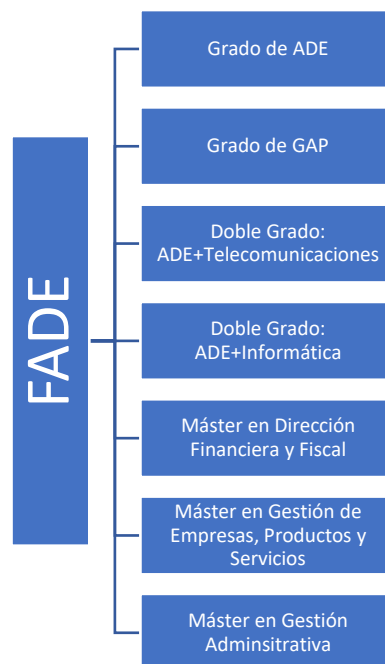 FADE
Grado de ADE
Grado de GAP
Doble Grado:
ADE+Telecomunicaciones
Doble Grado:
ADE+Informática
Máster en Dirección
Financiera y Fiscal
Máster en Gestión de
Empresas, Productos y
Servicios
Máster en Gestión
Adminsitrativa